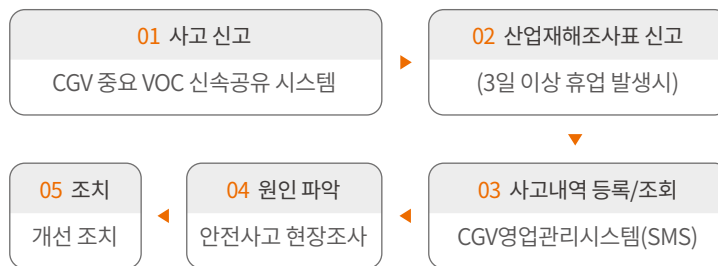 01 사고 신고
CGV 중요 VOC 신속공유 시스템
02 산업재해조사표 신고
(3일 이상 휴업 발생시)
03 사고내역 등록/조회
CGV영업관리시스템(SMS)
04 원인 파악
안전사고 현장조사
05 조치
개선 조치